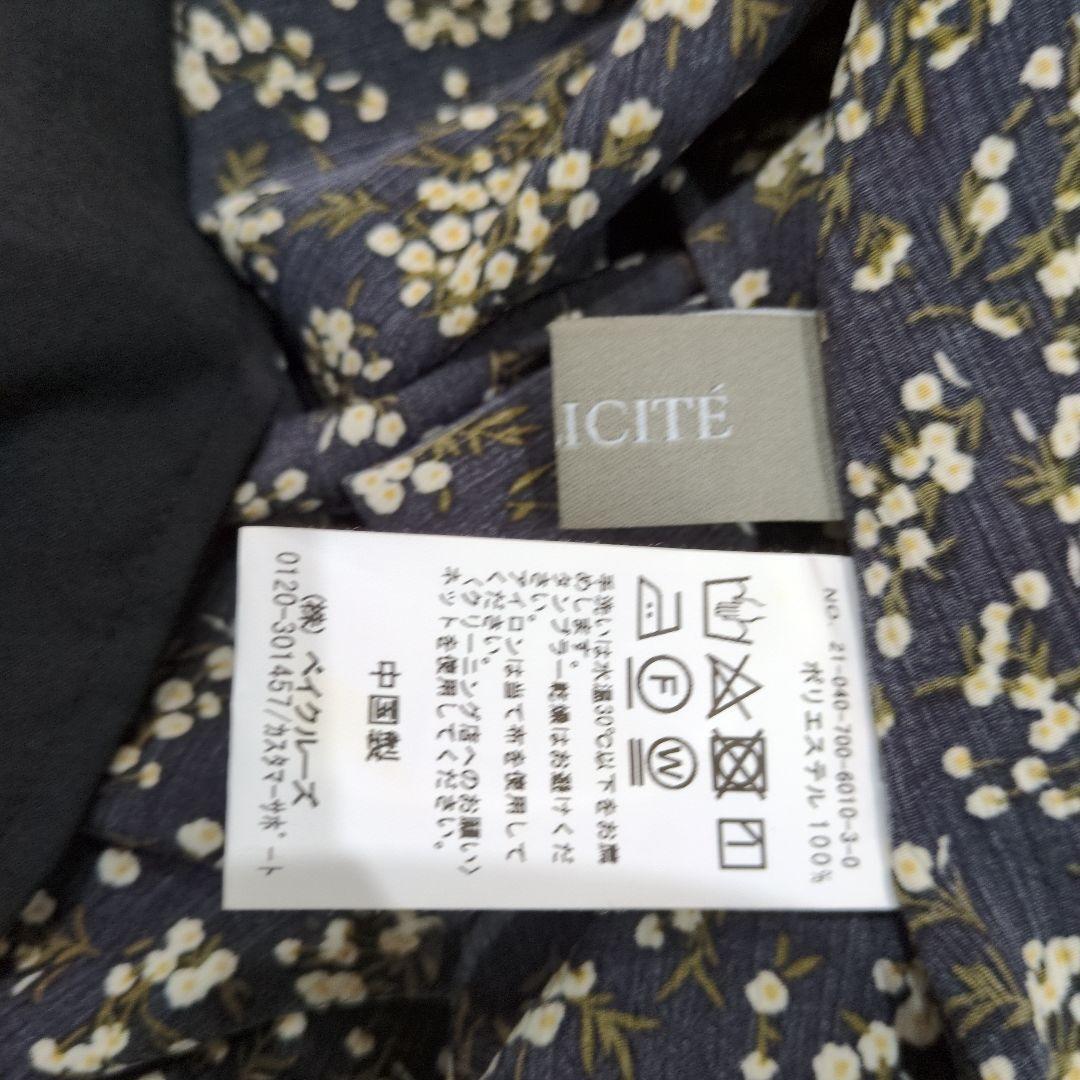 LICITÉ
NO. 21-040-700-6010-3-0
ポリエステル 100%
F
W
手洗いは水温30℃以下をお薦
めします。
タンブラー乾燥はお避けくだ
さい。
アイロンは当て布を使用して
ください。
(クリーニング店へのお願い)
ネットを使用してください。
中国製
(株) ベイクルーズ
0120-301457/カスタマーサポート